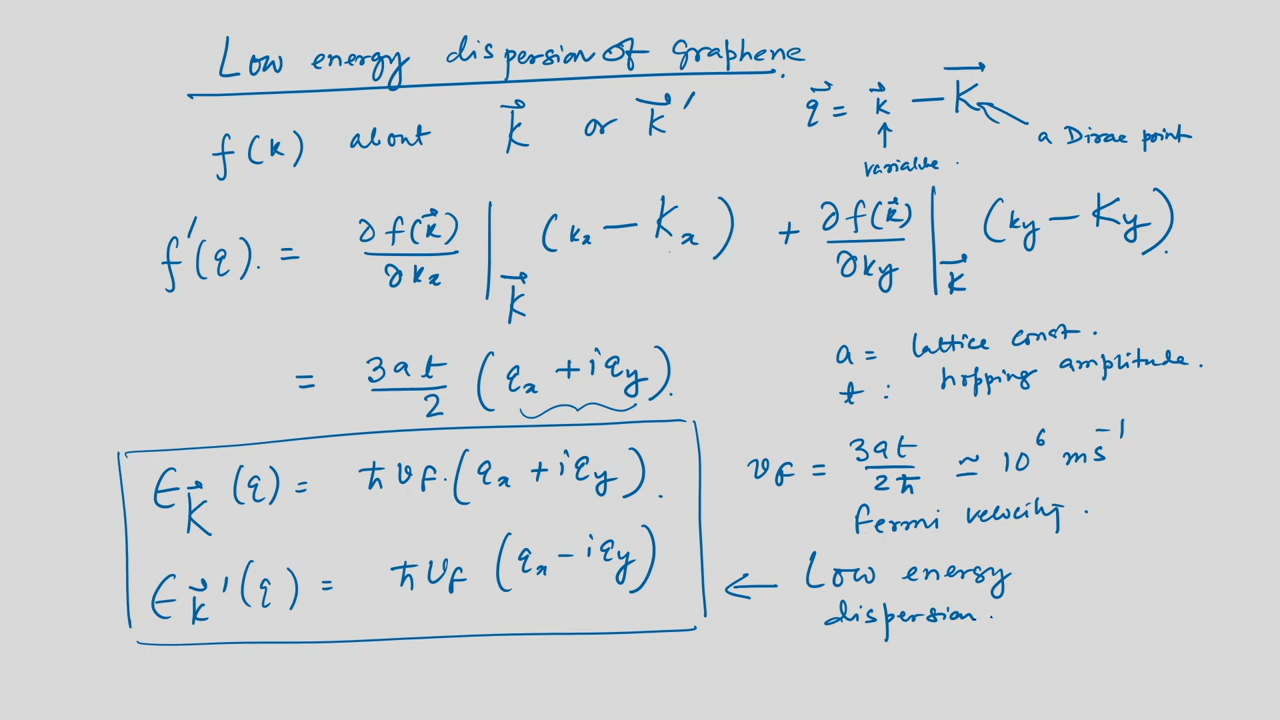 Low energy dispersion of graphene.
f(k) about K⃗ or K⃗′
q⃗ = k⃗ − K⃗
a Dirac point
variable.
f′(q). = ∂f(k⃗)/∂kx |K⃗ (kx − Kx) + ∂f(k⃗)/∂ky |K⃗ (ky − Ky).
= 3at/2 (qx + iqy).
a = lattice const.
t : hopping amplitude.
ϵK⃗(q) = ħvF.(qx + iqy).
vF = 3at/2ħ ≃ 10⁶ ms⁻¹
Fermi velocity.
ϵK⃗′(q) = ħvF (qx − iqy)
← Low energy
dispersion.